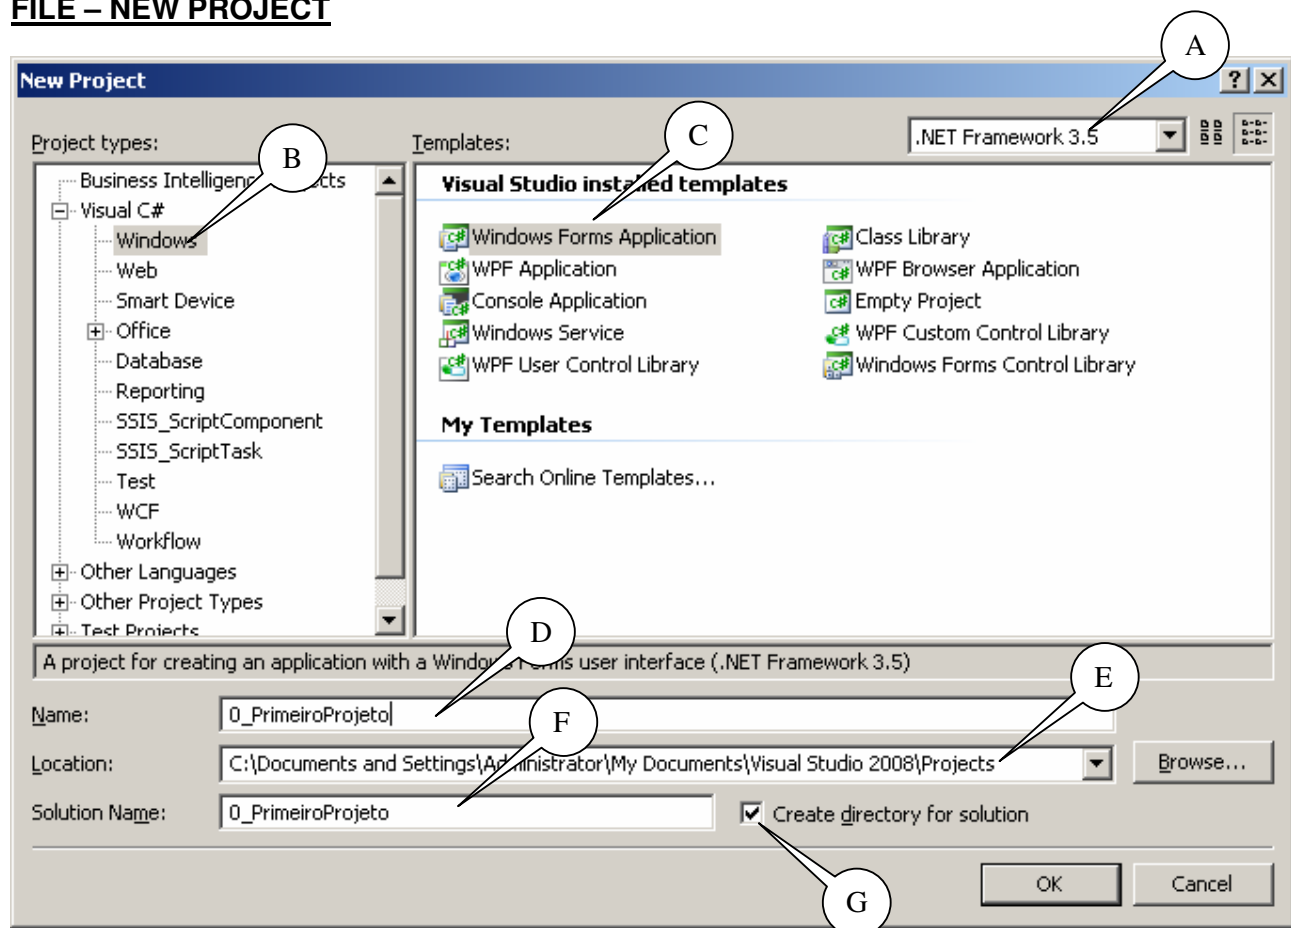 FILE – NEW PROJECT
A
New Project
Project types:
Templates:
C
.NET Framework 3.5
B
Business Intelligenc ects
Visual C#
Windows
Web
Smart Device
Office
Database
Reporting
SSIS_ScriptComponent
SSIS_ScriptTask
Test
WCF
Workflow
Other Languages
Other Project Types
Test Projects
Visual Studio installed templates
Windows Forms Application
Class Library
WPF Application
WPF Browser Application
Console Application
Empty Project
Windows Service
WPF Custom Control Library
WPF User Control Library
Windows Forms Control Library
My Templates
Search Online Templates...
D
A project for creating an application with a Windows Forms user interface (.NET Framework 3.5)
E
Name:
0_PrimeiroProjeto
F
Location:
C:\Documents and Settings\Administrator\My Documents\Visual Studio 2008\Projects
Browse...
Solution Name:
0_PrimeiroProjeto
Create directory for solution
G
OK
Cancel